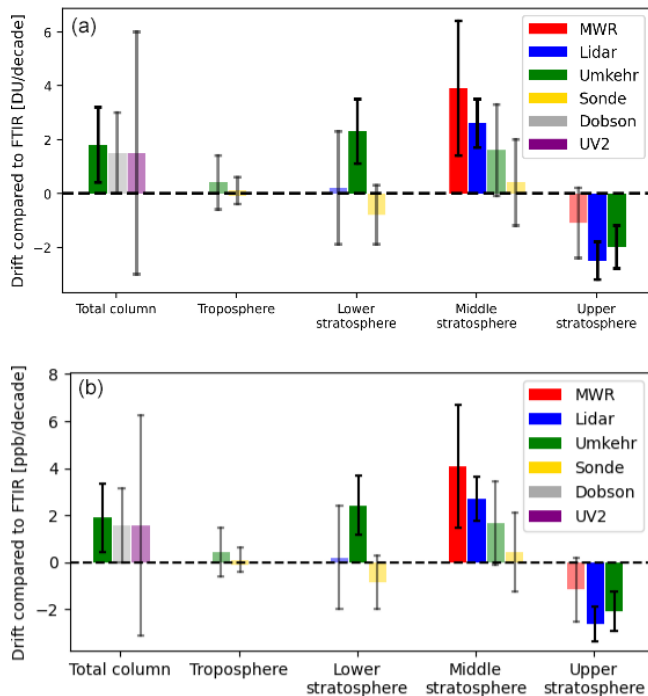 (a)
Drift compared to FTIR [DU/decade]
6
4
2
0
−2
MWR
Lidar
Umkehr
Sonde
Dobson
UV2
Total column
Troposphere
Lower
stratosphere
Middle
stratosphere
Upper
stratosphere
(b)
Drift compared to FTIR [ppb/decade]
8
6
4
2
0
−2
MWR
Lidar
Umkehr
Sonde
Dobson
UV2
Total column
Troposphere
Lower
stratosphere
Middle
stratosphere
Upper
stratosphere